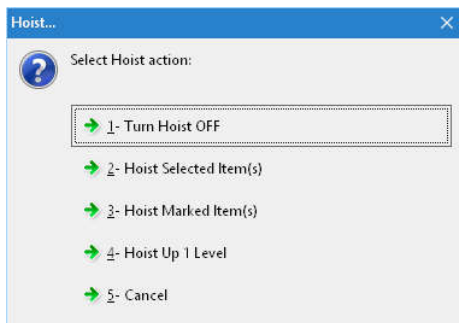 Hoist...
Select Hoist action:
1- Turn Hoist OFF
2- Hoist Selected Item(s)
3- Hoist Marked Item(s)
4- Hoist Up 1 Level
5- Cancel